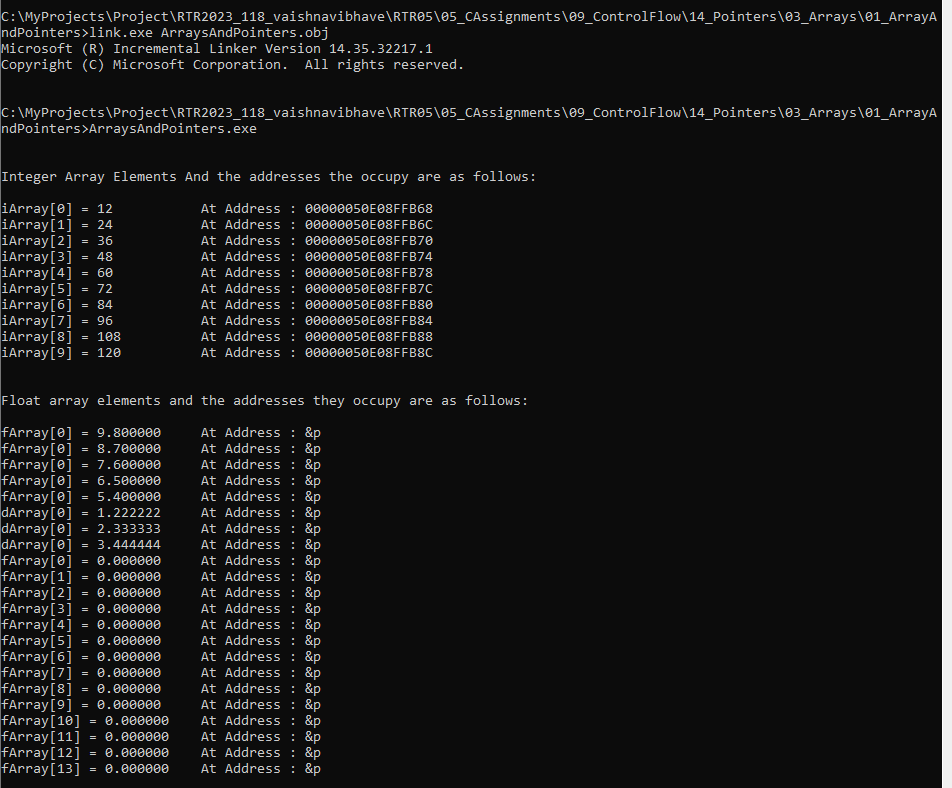 C:\MyProjects\Project\RTR2023_118_vaishnavibhave\RTR05\05_CAssignments\09_ControlFlow\14_Pointers\03_Arrays\01_ArrayA
ndPointers>link.exe ArraysAndPointers.obj
Microsoft (R) Incremental Linker Version 14.35.32217.1
Copyright (C) Microsoft Corporation.  All rights reserved.
C:\MyProjects\Project\RTR2023_118_vaishnavibhave\RTR05\05_CAssignments\09_ControlFlow\14_Pointers\03_Arrays\01_ArrayA
ndPointers>ArraysAndPointers.exe
Integer Array Elements And the addresses the occupy are as follows:
iArray[0] = 12           At Address : 00000050E08FFB68
iArray[1] = 24           At Address : 00000050E08FFB6C
iArray[2] = 36           At Address : 00000050E08FFB70
iArray[3] = 48           At Address : 00000050E08FFB74
iArray[4] = 60           At Address : 00000050E08FFB78
iArray[5] = 72           At Address : 00000050E08FFB7C
iArray[6] = 84           At Address : 00000050E08FFB80
iArray[7] = 96           At Address : 00000050E08FFB84
iArray[8] = 108          At Address : 00000050E08FFB88
iArray[9] = 120          At Address : 00000050E08FFB8C
Float array elements and the addresses they occupy are as follows:
fArray[0] = 9.800000     At Address : &p
fArray[0] = 8.700000     At Address : &p
fArray[0] = 7.600000     At Address : &p
fArray[0] = 6.500000     At Address : &p
fArray[0] = 5.400000     At Address : &p
dArray[0] = 1.222222     At Address : &p
dArray[0] = 2.333333     At Address : &p
dArray[0] = 3.444444     At Address : &p
fArray[0] = 0.000000     At Address : &p
fArray[1] = 0.000000     At Address : &p
fArray[2] = 0.000000     At Address : &p
fArray[3] = 0.000000     At Address : &p
fArray[4] = 0.000000     At Address : &p
fArray[5] = 0.000000     At Address : &p
fArray[6] = 0.000000     At Address : &p
fArray[7] = 0.000000     At Address : &p
fArray[8] = 0.000000     At Address : &p
fArray[9] = 0.000000     At Address : &p
fArray[10] = 0.000000    At Address : &p
fArray[11] = 0.000000    At Address : &p
fArray[12] = 0.000000    At Address : &p
fArray[13] = 0.000000    At Address : &p